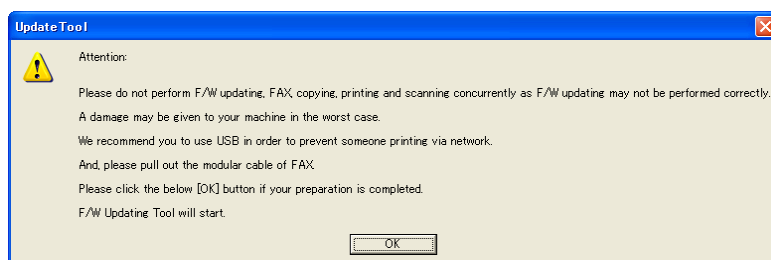 UpdateTool
Attention:
Please do not perform F/W updating, FAX, copying, printing and scanning concurrently as F/W updating may not be performed correctly.
A damage may be given to your machine in the worst case.
We recommend you to use USB in order to prevent someone printing via network.
And, please pull out the modular cable of FAX.
Please click the below [OK] button if your preparation is completed.
F/W Updating Tool will start.
OK